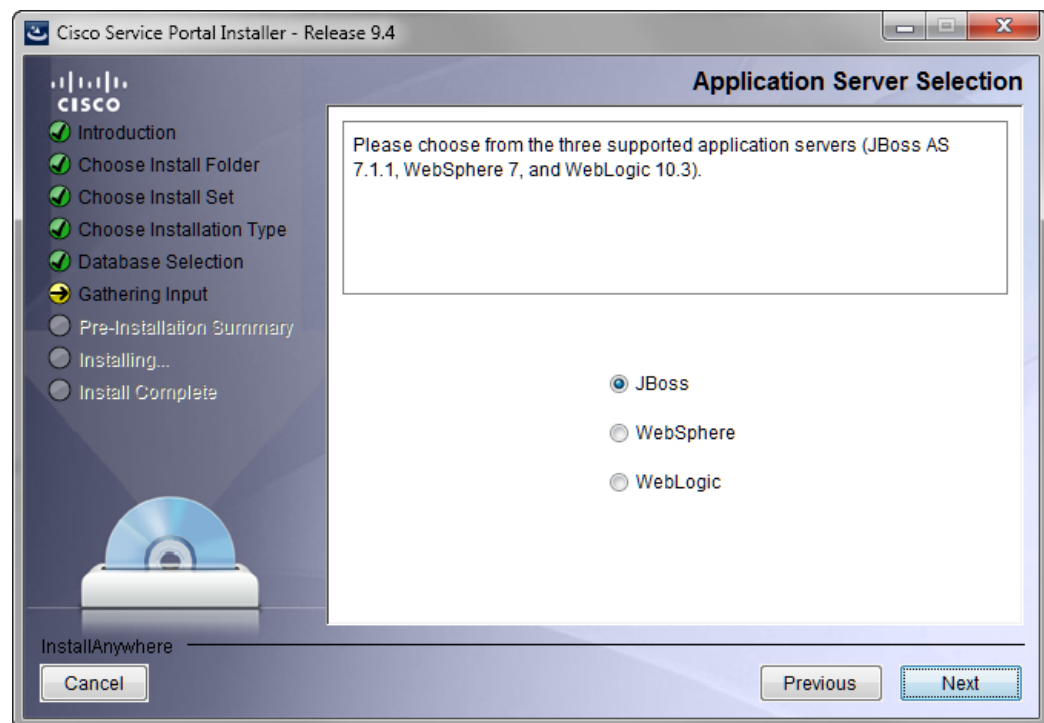 Cisco Service Portal Installer - Release 9.4
CISCO
Application Server Selection
Introduction
Choose Install Folder
Choose Install Set
Choose Installation Type
Database Selection
Gathering Input
Pre-Installation Summary
Installing...
Install Complete
Please choose from the three supported application servers (JBoss AS
7.1.1, WebSphere 7, and WebLogic 10.3).
JBoss
WebSphere
WebLogic
InstallAnywhere
Cancel
Previous
Next